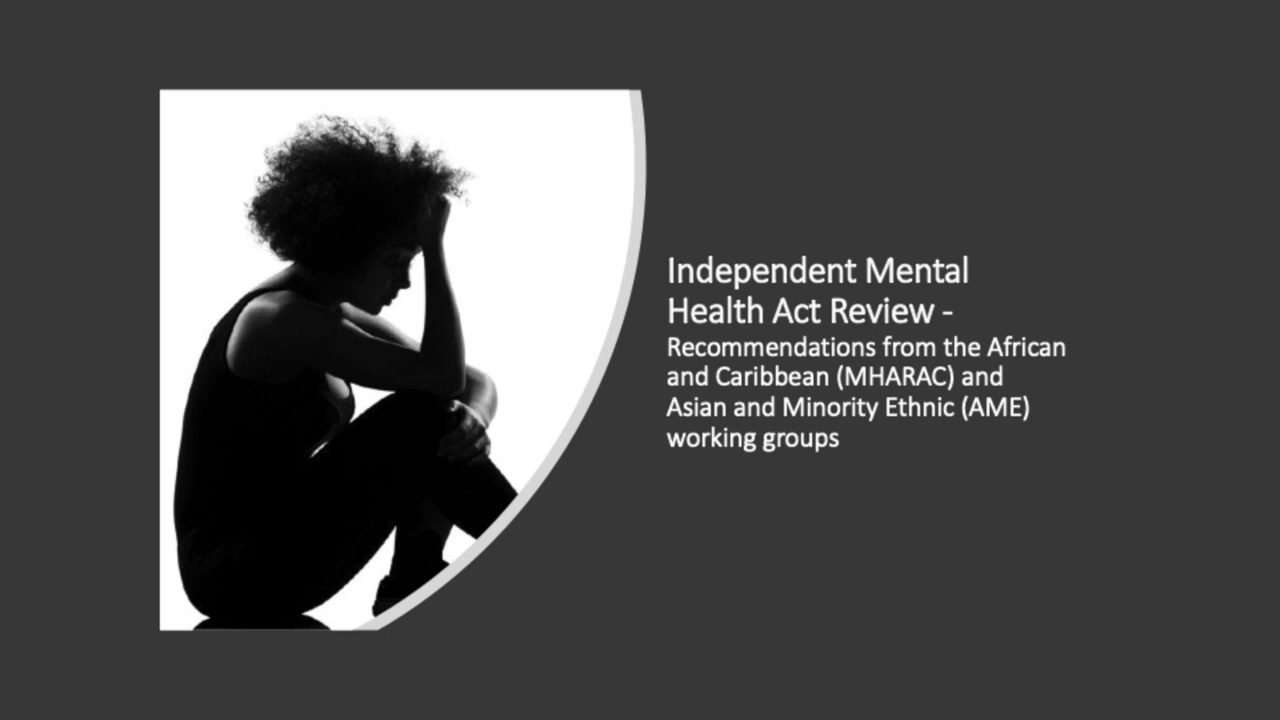 Independent Mental
Health Act Review -
Recommendations from the African
and Caribbean (MHARAC) and
Asian and Minority Ethnic (AME)
working groups